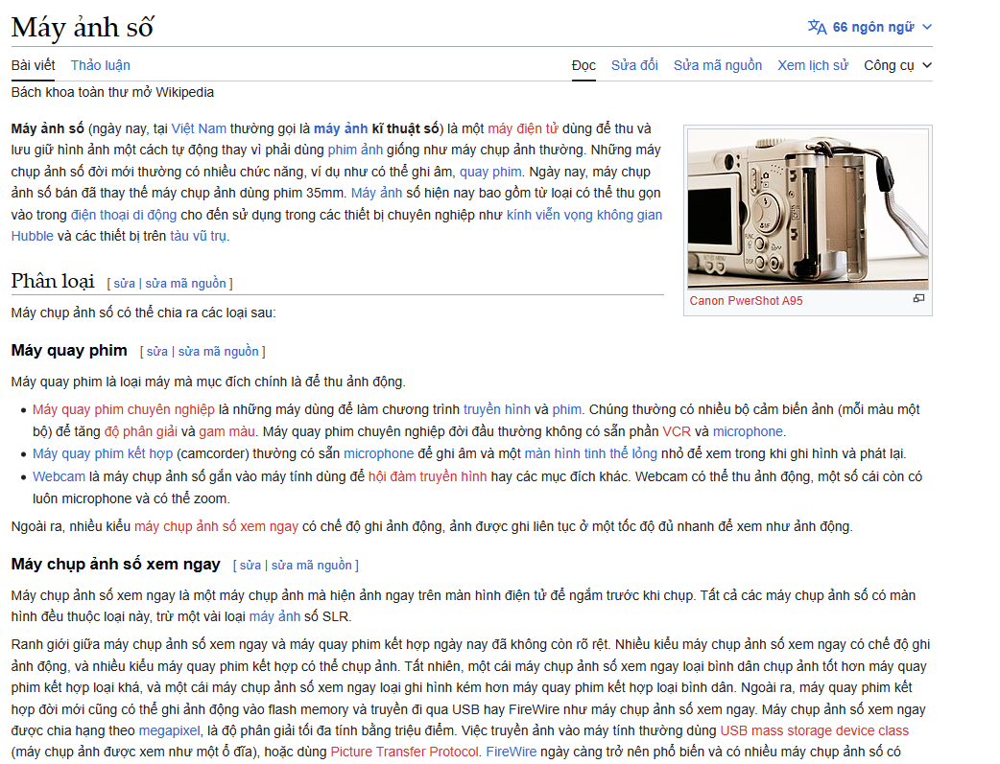 Máy ảnh số
66 ngôn ngữ
Bài viết Thảo luận Đọc Sửa đổi Sửa mã nguồn Xem lịch sử Công cụ
Bách khoa toàn thư mở Wikipedia
Máy ảnh số (ngày nay, tại Việt Nam thường gọi là máy ảnh kĩ thuật số) là một máy điện tử dùng để thu và
lưu giữ hình ảnh một cách tự động thay vì phải dùng phim ảnh giống như máy chụp ảnh thường. Những máy
chụp ảnh số đời mới thường có nhiều chức năng, ví dụ như có thể ghi âm, quay phim. Ngày nay, máy chụp
ảnh số bán đã thay thế máy chụp ảnh dùng phim 35mm. Máy ảnh số hiện nay bao gồm từ loại có thể thu gọn
vào trong điện thoại di động cho đến sử dụng trong các thiết bị chuyên nghiệp như kính viễn vọng không gian
Hubble và các thiết bị trên tàu vũ trụ.
Canon PwerShot A95
Phân loại [ sửa | sửa mã nguồn ]
Máy chụp ảnh số có thể chia ra các loại sau:
Máy quay phim [ sửa | sửa mã nguồn ]
Máy quay phim là loại máy mà mục đích chính là để thu ảnh động.
Máy quay phim chuyên nghiệp là những máy dùng để làm chương trình truyền hình và phim. Chúng thường có nhiều bộ cảm biến ảnh (mỗi màu một
bộ) để tăng độ phân giải và gam màu. Máy quay phim chuyên nghiệp đời đầu thường không có sẵn phần VCR và microphone.
Máy quay phim kết hợp (camcorder) thường có sẵn microphone để ghi âm và một màn hình tinh thể lỏng nhỏ để xem trong khi ghi hình và phát lại.
Webcam là máy chụp ảnh số gắn vào máy tính dùng để hội đàm truyền hình hay các mục đích khác. Webcam có thể thu ảnh động, một số cái còn có
luôn microphone và có thể zoom.
Ngoài ra, nhiều kiểu máy chụp ảnh số xem ngay có chế độ ghi ảnh động, ảnh được ghi liên tục ở một tốc độ đủ nhanh để xem như ảnh động.
Máy chụp ảnh số xem ngay [ sửa | sửa mã nguồn ]
Máy chụp ảnh số xem ngay là một máy chụp ảnh mà hiện ảnh ngay trên màn hình điện tử để ngắm trước khi chụp. Tất cả các máy chụp ảnh số có màn
hình đều thuộc loại này, trừ một vài loại máy ảnh số SLR.
Ranh giới giữa máy chụp ảnh số xem ngay và máy quay phim kết hợp ngày nay đã không còn rõ rệt. Nhiều kiểu máy chụp ảnh số xem ngay có chế độ ghi
ảnh động, và nhiều kiểu máy quay phim kết hợp có thể chụp ảnh. Tất nhiên, một cái máy chụp ảnh số xem ngay loại bình dân chụp ảnh tốt hơn máy quay
phim kết hợp loại khá, và một cái máy chụp ảnh số xem ngay loại ghi hình kém hơn máy quay phim kết hợp loại bình dân. Ngoài ra, máy quay phim kết
hợp đời mới cũng có thể ghi ảnh động vào flash memory và truyền đi qua USB hay FireWire như máy chụp ảnh số xem ngay. Máy chụp ảnh số xem ngay
được chia hạng theo megapixel, là độ phân giải tối đa tính bằng triệu điểm. Việc truyền ảnh vào máy tính thường dùng USB mass storage device class
(máy chụp ảnh được xem như một ổ đĩa), hoặc dùng Picture Transfer Protocol. FireWire ngày càng trở nên phổ biến và có nhiều máy chụp ảnh số có